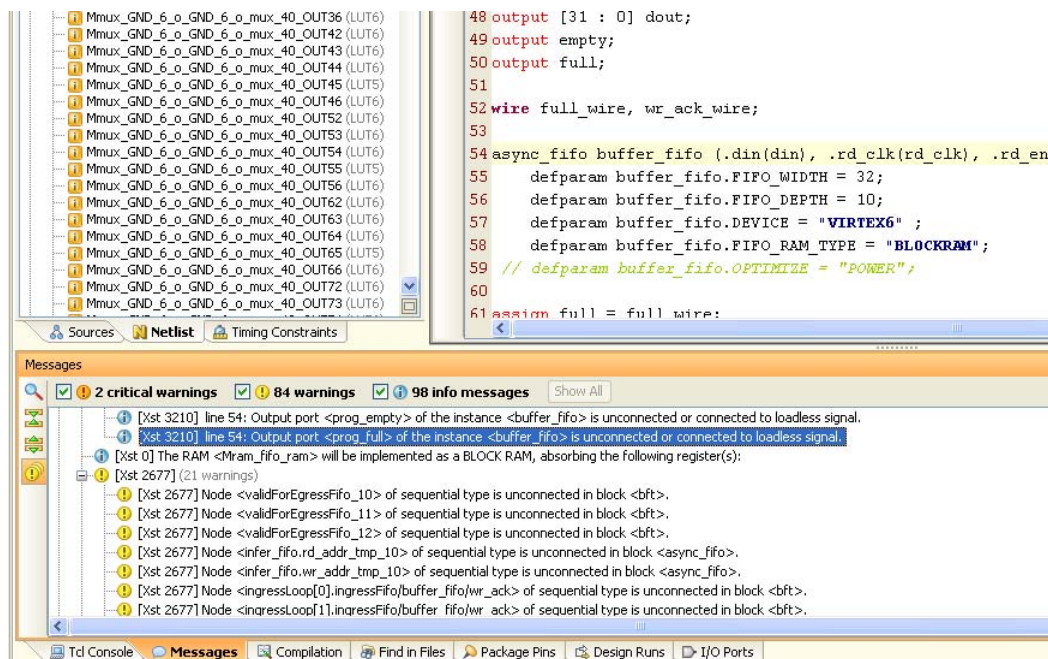 Mmux_GND_6_o_GND_6_o_mux_40_OUT36 (LUT6)
Mmux_GND_6_o_GND_6_o_mux_40_OUT42 (LUT6)
Mmux_GND_6_o_GND_6_o_mux_40_OUT43 (LUT6)
Mmux_GND_6_o_GND_6_o_mux_40_OUT44 (LUT6)
Mmux_GND_6_o_GND_6_o_mux_40_OUT45 (LUT5)
Mmux_GND_6_o_GND_6_o_mux_40_OUT46 (LUT6)
Mmux_GND_6_o_GND_6_o_mux_40_OUT52 (LUT6)
Mmux_GND_6_o_GND_6_o_mux_40_OUT53 (LUT6)
Mmux_GND_6_o_GND_6_o_mux_40_OUT54 (LUT6)
Mmux_GND_6_o_GND_6_o_mux_40_OUT55 (LUT5)
Mmux_GND_6_o_GND_6_o_mux_40_OUT56 (LUT6)
Mmux_GND_6_o_GND_6_o_mux_40_OUT62 (LUT6)
Mmux_GND_6_o_GND_6_o_mux_40_OUT63 (LUT6)
Mmux_GND_6_o_GND_6_o_mux_40_OUT64 (LUT6)
Mmux_GND_6_o_GND_6_o_mux_40_OUT65 (LUT5)
Mmux_GND_6_o_GND_6_o_mux_40_OUT66 (LUT6)
Mmux_GND_6_o_GND_6_o_mux_40_OUT72 (LUT6)
Mmux_GND_6_o_GND_6_o_mux_40_OUT73 (LUT6)
Sources Netlist Timing Constraints
48 output [31 : 0] dout;
49 output empty;
50 output full;
51
52 wire full_wire, wr_ack_wire;
53
54 async_fifo buffer_fifo (.din(din), .rd_clk(rd_clk), .rd_en
55 defparam buffer_fifo.FIFO_WIDTH = 32;
56 defparam buffer_fifo.FIFO_DEPTH = 10;
57 defparam buffer_fifo.DEVICE = "VIRTEX6" ;
58 defparam buffer_fifo.FIFO_RAM_TYPE = "BLOCKRAM";
59 // defparam buffer_fifo.OPTIMIZE = "POWER";
60
61 assign full = full_wire;
Messages
2 critical warnings 84 warnings 98 info messages Show All
[Xst 3210] line 54: Output port <prog_empty> of the instance <buffer_fifo> is unconnected or connected to loadless signal.
[Xst 3210] line 54: Output port <prog_full> of the instance <buffer_fifo> is unconnected or connected to loadless signal.
[Xst 0] The RAM <Mram_fifo_ram> will be implemented as a BLOCK RAM, absorbing the following register(s):
[Xst 2677] (21 warnings)
[Xst 2677] Node <validForEgressFifo_10> of sequential type is unconnected in block <bft>.
[Xst 2677] Node <validForEgressFifo_11> of sequential type is unconnected in block <bft>.
[Xst 2677] Node <validForEgressFifo_12> of sequential type is unconnected in block <bft>.
[Xst 2677] Node <infer_fifo.rd_addr_tmp_10> of sequential type is unconnected in block <async_fifo>.
[Xst 2677] Node <infer_fifo.wr_addr_tmp_10> of sequential type is unconnected in block <async_fifo>.
[Xst 2677] Node <ingressLoop[0].ingressFifo/buffer_fifo/wr_ack> of sequential type is unconnected in block <bft>.
[Xst 2677] Node <ingressLoop[1].ingressFifo/buffer_fifo/wr_ack> of sequential type is unconnected in block <bft>.
Tcl Console Messages Compilation Find in Files Package Pins Design Runs I/O Ports